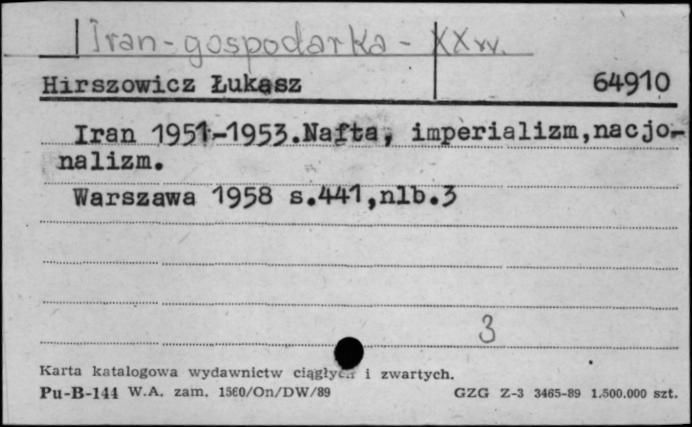 Iran - gospodarka - XX w.
Hirszowicz Łukasz 64910
Iran 1951-1953.Nafta, imperializm,nacjo-
nalizm.
Warszawa 1958 s.441,nlb.3
3
Karta katalogowa wydawnictw ciągłych i zwartych.
Pu-B-144 W.A. zam. 1560/On/DW/89 GZG Z-3 3465-89 1.500.000 szt.